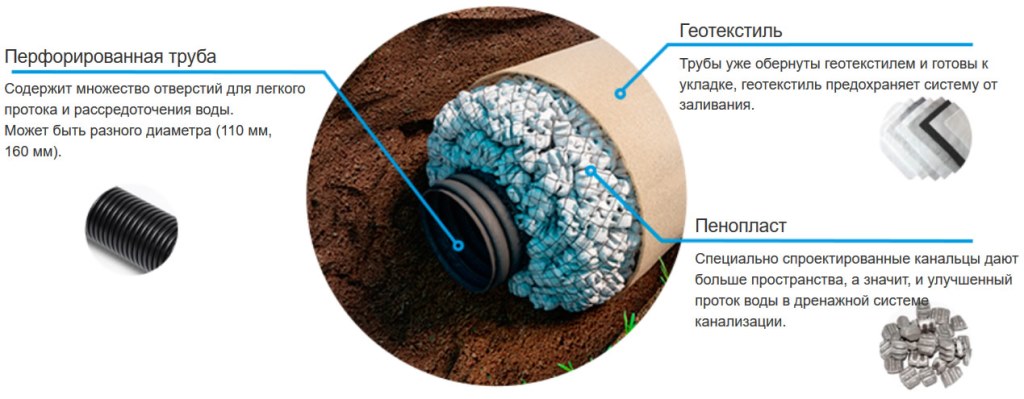 Перфорированная труба
Содержит множество отверстий для легкого
протока и рассредоточения воды.
Может быть разного диаметра (110 мм,
160 мм).
Геотекстиль
Трубы уже обернуты геотекстилем и готовы к
укладке, геотекстиль предохраняет систему от
заливания.
Пенопласт
Специально спроектированные канальцы дают
больше пространства, а значит, и улучшенный
проток воды в дренажной системе
канализации.